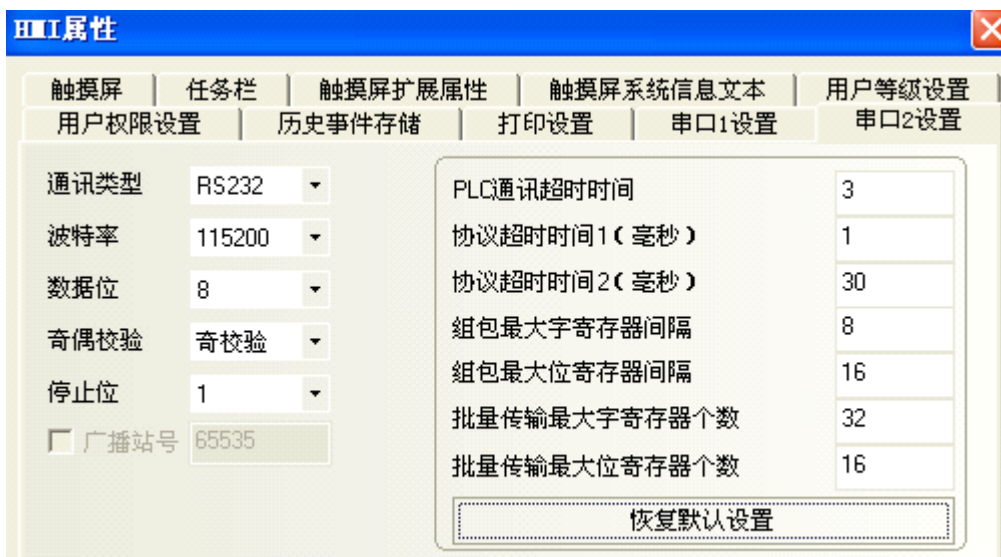 HMI属性
触摸屏 任务栏 触摸屏扩展属性 触摸屏系统信息文本 用户等级设置
用户权限设置 历史事件存储 打印设置 串口1设置 串口2设置
通讯类型 RS232
波特率 115200
数据位 8
奇偶校验 奇校验
停止位 1
广播站号 65535
PLC通讯超时时间 3
协议超时时间1(毫秒) 1
协议超时时间2(毫秒) 30
组包最大字寄存器间隔 8
组包最大位寄存器间隔 16
批量传输最大字寄存器个数 32
批量传输最大位寄存器个数 16
恢复默认设置